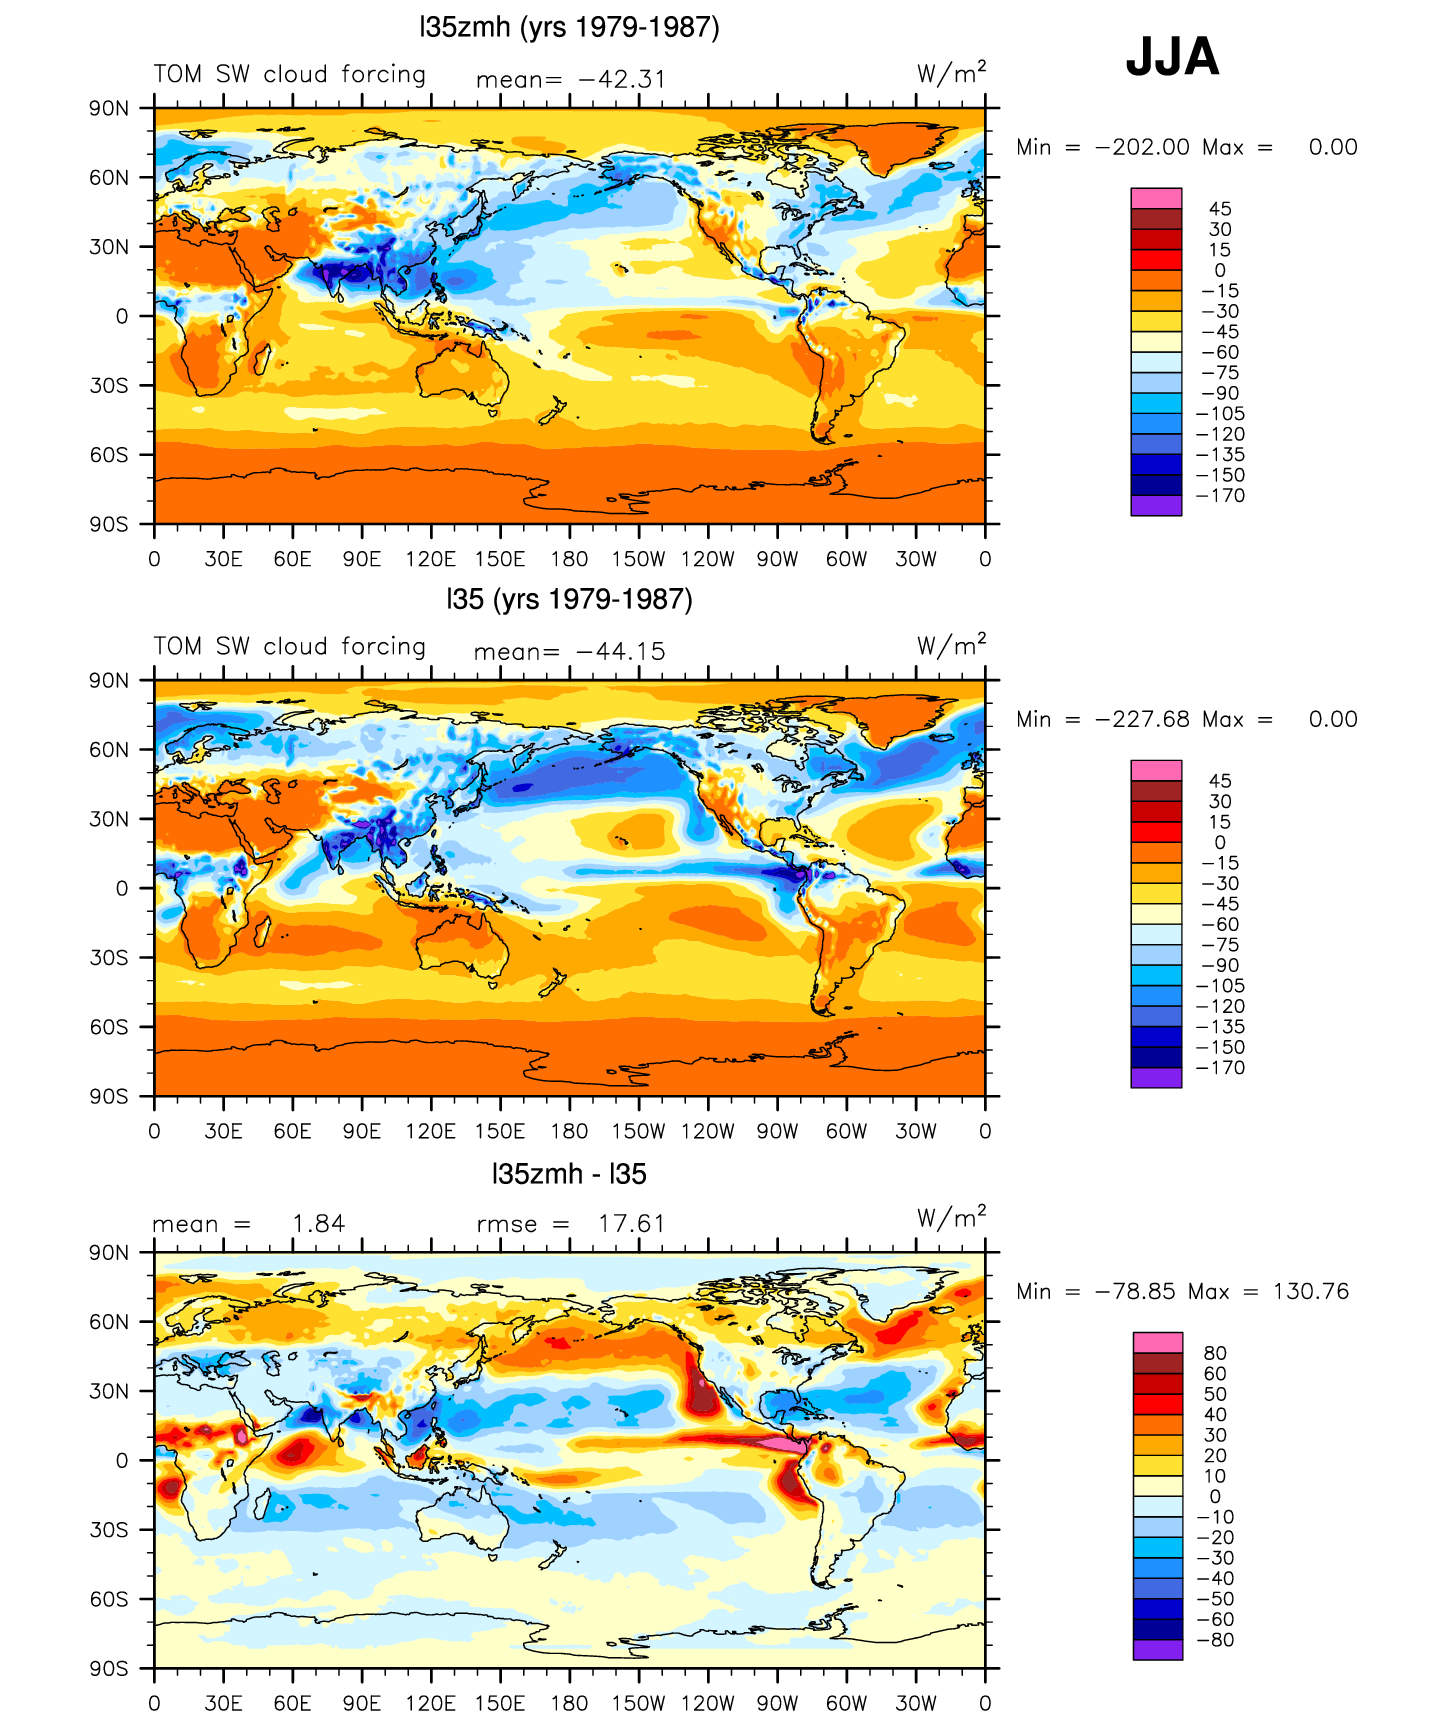 l35zmh (yrs 1979-1987)
JJA
TOM SW cloud forcing mean= −42.31 W/m²
Min = −202.00 Max = 0.00
90N
60N
30N
0
30S
60S
90S
0 30E 60E 90E 120E 150E 180 150W 120W 90W 60W 30W 0
45
30
15
0
−15
−30
−45
−60
−75
−90
−105
−120
−135
−150
−170
l35 (yrs 1979-1987)
TOM SW cloud forcing mean= −44.15 W/m²
Min = −227.68 Max = 0.00
90N
60N
30N
0
30S
60S
90S
0 30E 60E 90E 120E 150E 180 150W 120W 90W 60W 30W 0
45
30
15
0
−15
−30
−45
−60
−75
−90
−105
−120
−135
−150
−170
l35zmh - l35
mean = 1.84 rmse = 17.61 W/m²
Min = −78.85 Max = 130.76
90N
60N
30N
0
30S
60S
90S
0 30E 60E 90E 120E 150E 180 150W 120W 90W 60W 30W 0
80
60
50
40
30
20
10
0
−10
−20
−30
−40
−50
−60
−80